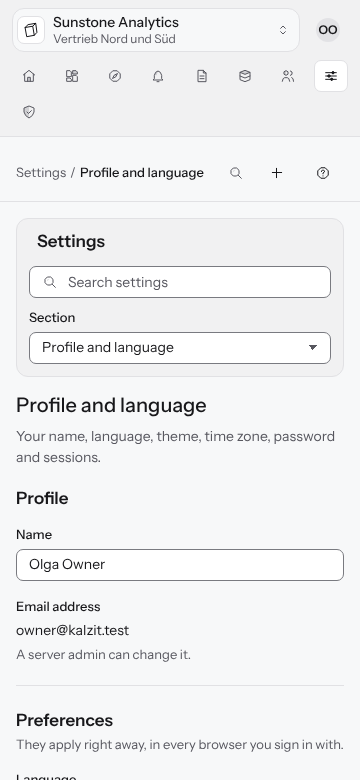 Sunstone Analytics
Vertrieb Nord und Süd
OO
Settings / Profile and language
Settings
Search settings
Section
Profile and language
Profile and language
Your name, language, theme, time zone, password
and sessions.
Profile
Name
Olga Owner
Email address
owner@kalzit.test
A server admin can change it.
Preferences
They apply right away, in every browser you sign in with.
Language